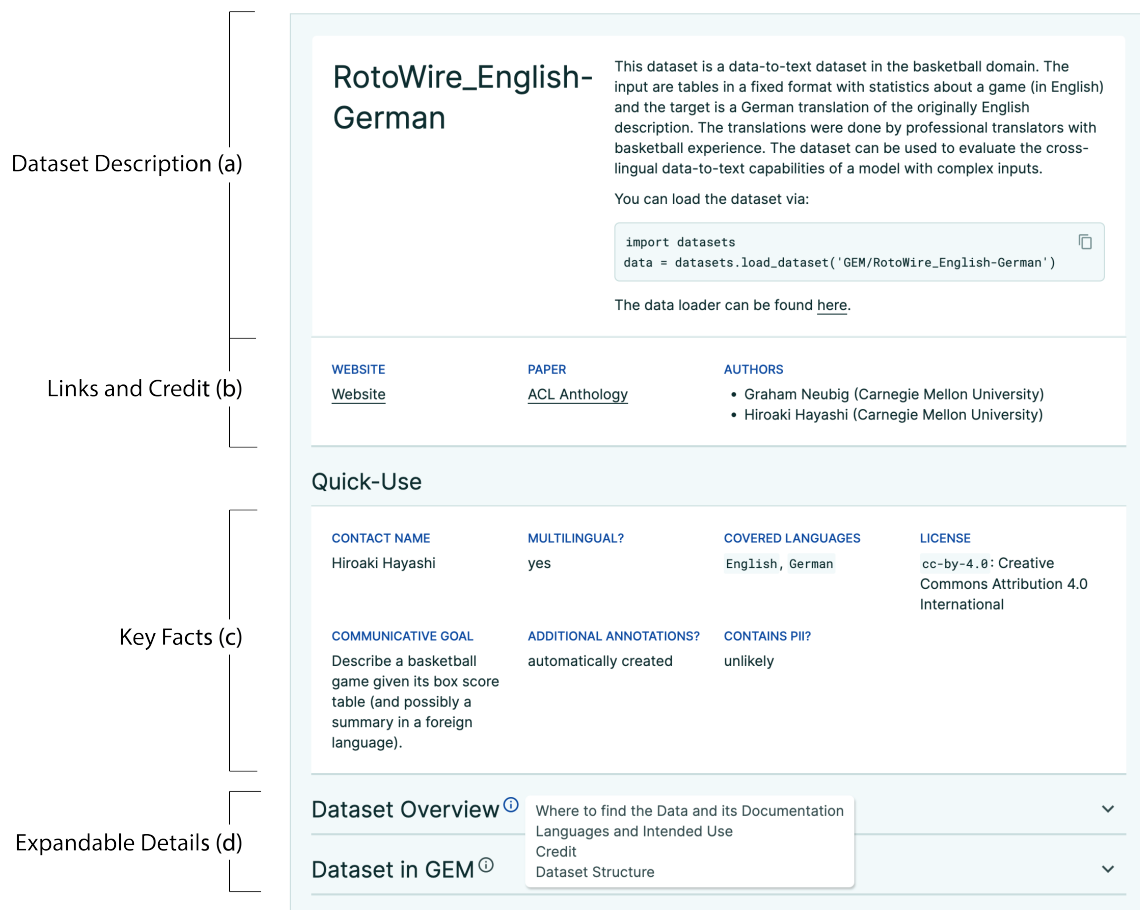 Dataset Description (a)
RotoWire_English-
German
This dataset is a data-to-text dataset in the basketball domain. The
input are tables in a fixed format with statistics about a game (in English)
and the target is a German translation of the originally English
description. The translations were done by professional translators with
basketball experience. The dataset can be used to evaluate the cross-
lingual data-to-text capabilities of a model with complex inputs.
You can load the dataset via:
import datasets
data = datasets.load_dataset('GEM/RotoWire_English-German')
The data loader can be found here.
Links and Credit (b)
WEBSITE
Website
PAPER
ACL Anthology
AUTHORS
• Graham Neubig (Carnegie Mellon University)
• Hiroaki Hayashi (Carnegie Mellon University)
Quick-Use
Key Facts (c)
CONTACT NAME
Hiroaki Hayashi
MULTILINGUAL?
yes
COVERED LANGUAGES
English, German
LICENSE
cc-by-4.0: Creative
Commons Attribution 4.0
International
COMMUNICATIVE GOAL
Describe a basketball
game given its box score
table (and possibly a
summary in a foreign
language).
ADDITIONAL ANNOTATIONS?
automatically created
CONTAINS PII?
unlikely
Expandable Details (d)
Dataset Overview
Where to find the Data and its Documentation
Languages and Intended Use
Credit
Dataset Structure
Dataset in GEM